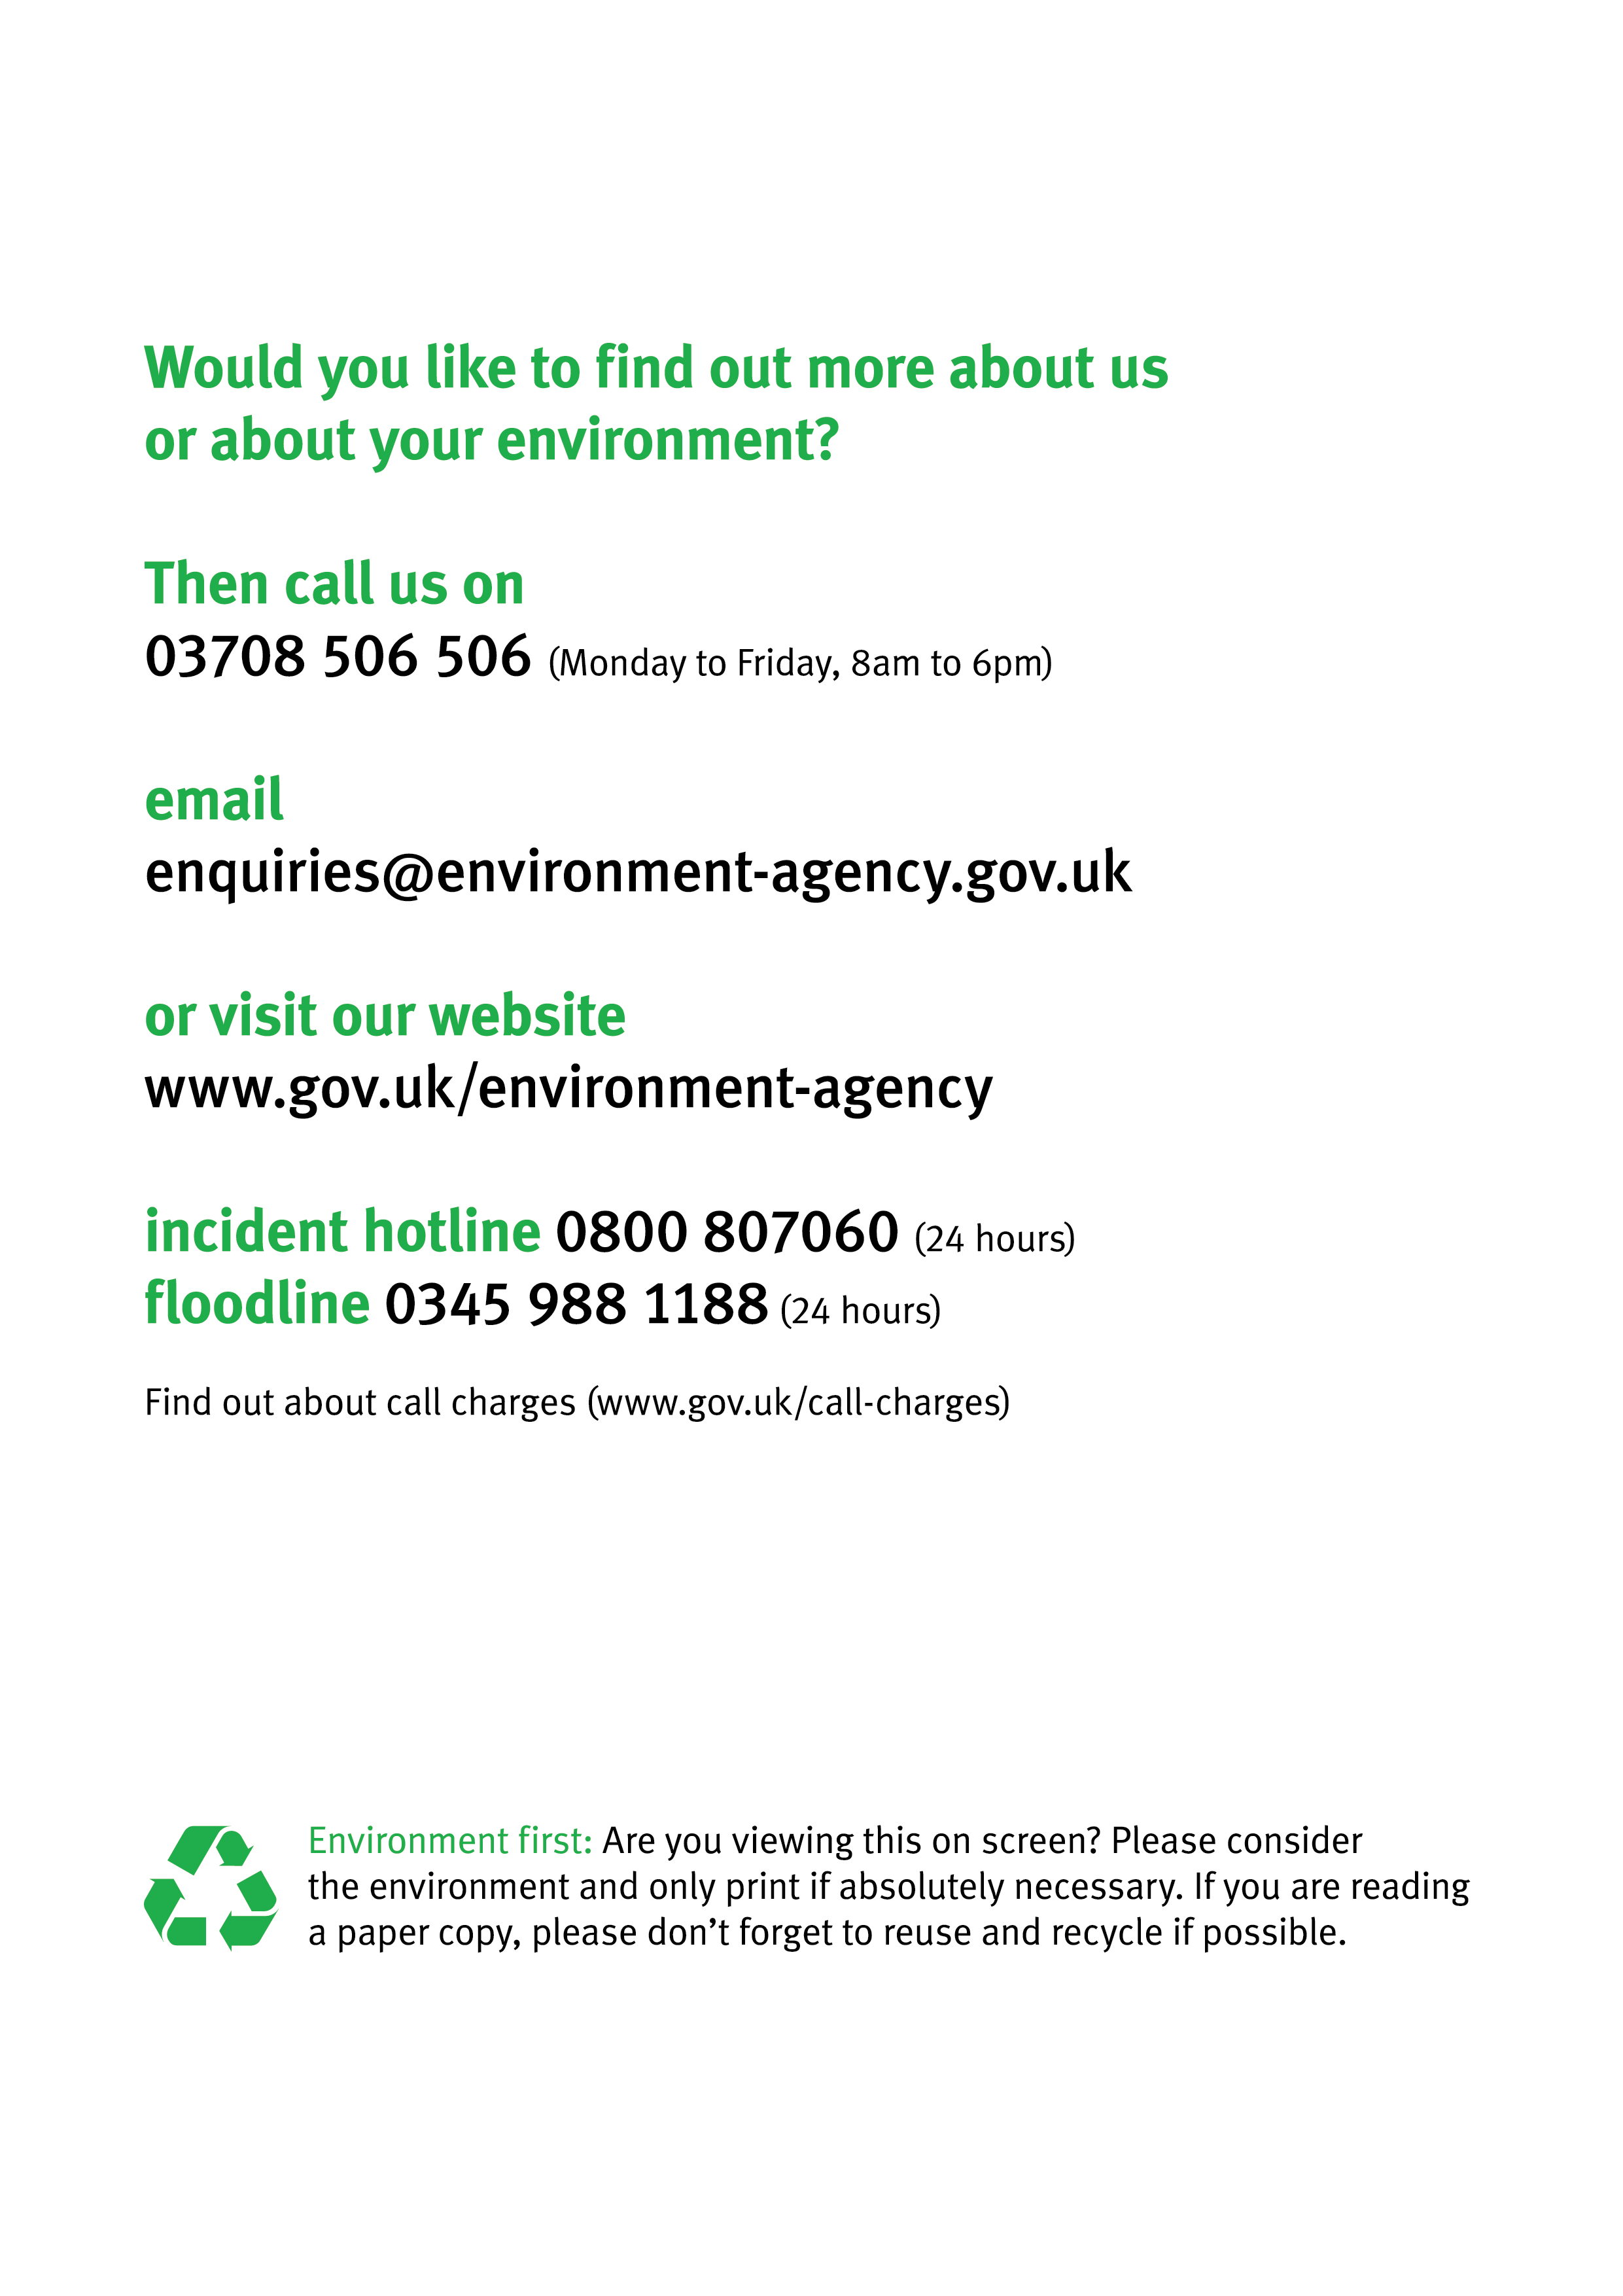 Would you like to find out more about us
or about your environment?
Then call us on
03708 506 506 (Monday to Friday, 8am to 6pm)
email
enquiries@environment-agency.gov.uk
or visit our website
www.gov.uk/environment-agency
incident hotline 0800 807060 (24 hours)
floodline 0345 988 1188 (24 hours)
Find out about call charges (www.gov.uk/call-charges)
Environment first: Are you viewing this on screen? Please consider
the environment and only print if absolutely necessary. If you are reading
a paper copy, please don’t forget to reuse and recycle if possible.